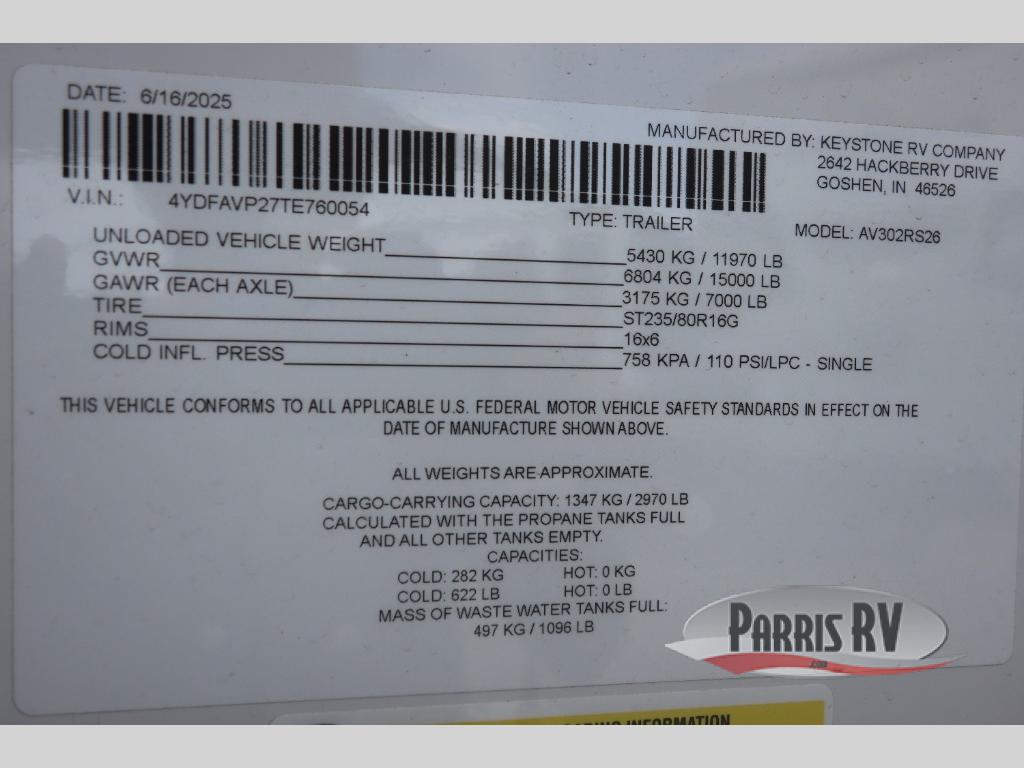 DATE: 6/16/2025
MANUFACTURED BY: KEYSTONE RV COMPANY
2642 HACKBERRY DRIVE
GOSHEN, IN 46526
V.I.N.: 4YDFAVP27TE760054
TYPE: TRAILER
MODEL: AV302RS26
UNLOADED VEHICLE WEIGHT 5430 KG / 11970 LB
GVWR 6804 KG / 15000 LB
GAWR (EACH AXLE) 3175 KG / 7000 LB
TIRE ST235/80R16G
RIMS 16x6
COLD INFL. PRESS 758 KPA / 110 PSI/LPC - SINGLE
THIS VEHICLE CONFORMS TO ALL APPLICABLE U.S. FEDERAL MOTOR VEHICLE SAFETY STANDARDS IN EFFECT ON THE
DATE OF MANUFACTURE SHOWN ABOVE.
ALL WEIGHTS ARE APPROXIMATE.
CARGO-CARRYING CAPACITY: 1347 KG / 2970 LB
CALCULATED WITH THE PROPANE TANKS FULL
AND ALL OTHER TANKS EMPTY.
CAPACITIES:
COLD: 282 KG HOT: 0 KG
COLD: 622 LB HOT: 0 LB
MASS OF WASTE WATER TANKS FULL:
497 KG / 1096 LB
PARRIS RV
.com
INFORMATION